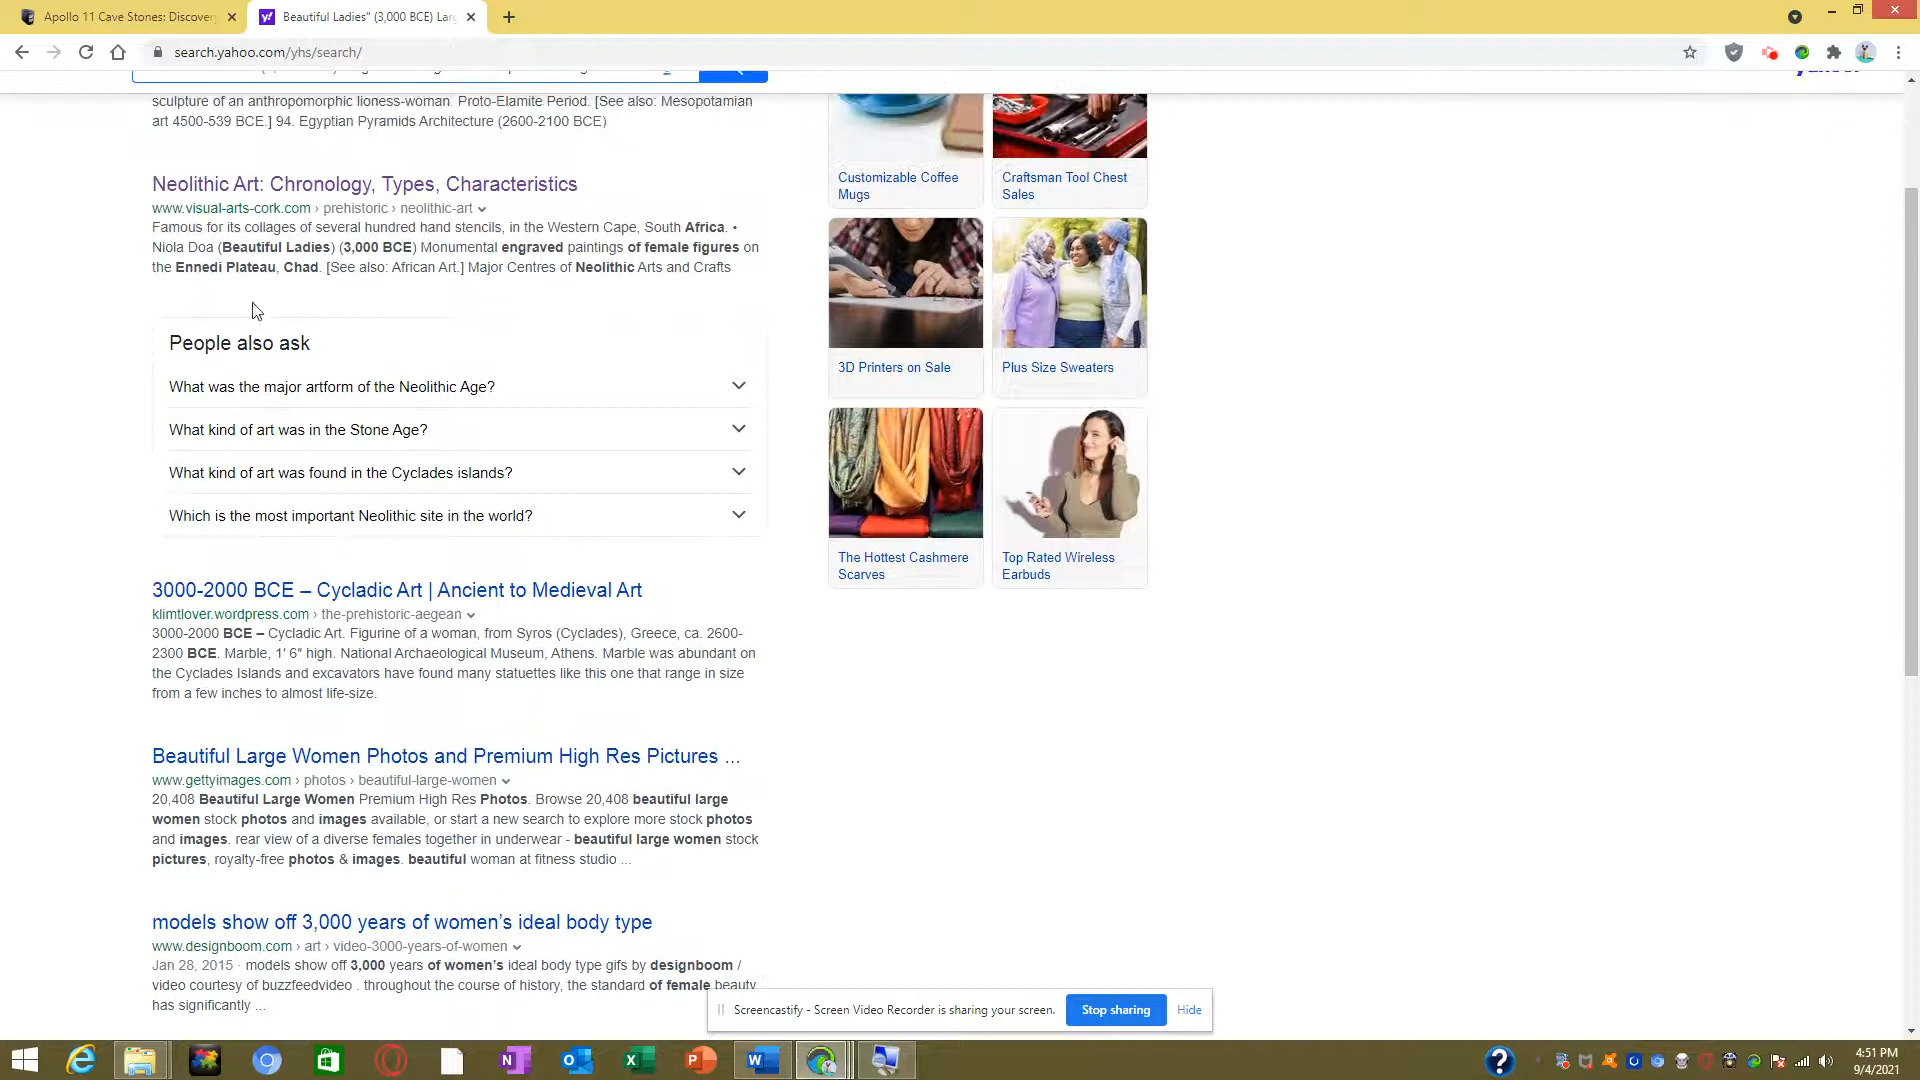 Apollo 11 Cave Stones: Discover
Beautiful Ladies" (3,000 BCE) Lar
search.yahoo.com/yhs/search/
sculpture of an anthropomorphic lioness-woman. Proto-Elamite Period. [See also: Mesopotamian
art 4500-539 BCE.] 94. Egyptian Pyramids Architecture (2600-2100 BCE)
Neolithic Art: Chronology, Types, Characteristics
www.visual-arts-cork.com › prehistoric › neolithic-art
Famous for its collages of several hundred hand stencils, in the Western Cape, South Africa. •
Niola Doa (Beautiful Ladies) (3,000 BCE) Monumental engraved paintings of female figures on
the Ennedi Plateau, Chad. [See also: African Art.] Major Centres of Neolithic Arts and Crafts
People also ask
What was the major artform of the Neolithic Age?
What kind of art was in the Stone Age?
What kind of art was found in the Cyclades islands?
Which is the most important Neolithic site in the world?
3000-2000 BCE – Cycladic Art | Ancient to Medieval Art
klimtlover.wordpress.com › the-prehistoric-aegean
3000-2000 BCE – Cycladic Art. Figurine of a woman, from Syros (Cyclades), Greece, ca. 2600-
2300 BCE. Marble, 1′ 6″ high. National Archaeological Museum, Athens. Marble was abundant on
the Cyclades Islands and excavators have found many statuettes like this one that range in size
from a few inches to almost life-size.
Beautiful Large Women Photos and Premium High Res Pictures ...
www.gettyimages.com › photos › beautiful-large-women
20,408 Beautiful Large Women Premium High Res Photos. Browse 20,408 beautiful large
women stock photos and images available, or start a new search to explore more stock photos
and images. rear view of a diverse females together in underwear - beautiful large women stock
pictures, royalty-free photos & images. beautiful woman at fitness studio ...
models show off 3,000 years of women's ideal body type
www.designboom.com › art › video-3000-years-of-women
Jan 28, 2015 · models show off 3,000 years of women's ideal body type gifs by designboom /
video courtesy of buzzfeedvideo . throughout the course of history, the standard of female beauty
has significantly ...
Customizable Coffee
Mugs
Craftsman Tool Chest
Sales
3D Printers on Sale
Plus Size Sweaters
The Hottest Cashmere
Scarves
Top Rated Wireless
Earbuds
Screencastify - Screen Video Recorder is sharing your screen.
Stop sharing
Hide
4:51 PM
9/4/2021